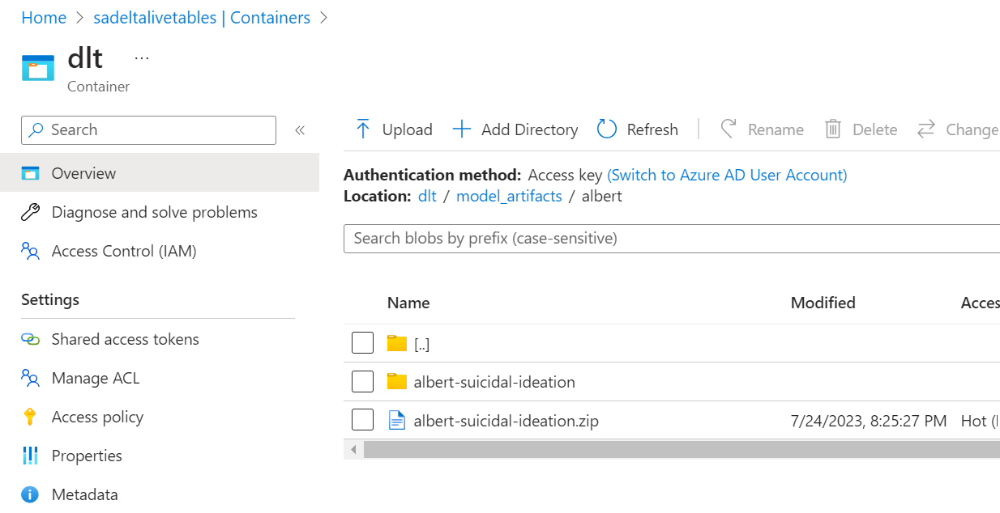 Home > sadeltalivetables | Containers >
dlt ...
Container
Search «
Upload Add Directory Refresh | Rename Delete Change
Overview
Authentication method: Access key (Switch to Azure AD User Account)
Location: dlt / model_artifacts / albert
Diagnose and solve problems
Search blobs by prefix (case-sensitive)
Access Control (IAM)
Settings
Name Modified Acces
Shared access tokens
[..]
Manage ACL
albert-suicidal-ideation
Access policy
albert-suicidal-ideation.zip 7/24/2023, 8:25:27 PM Hot (
Properties
Metadata